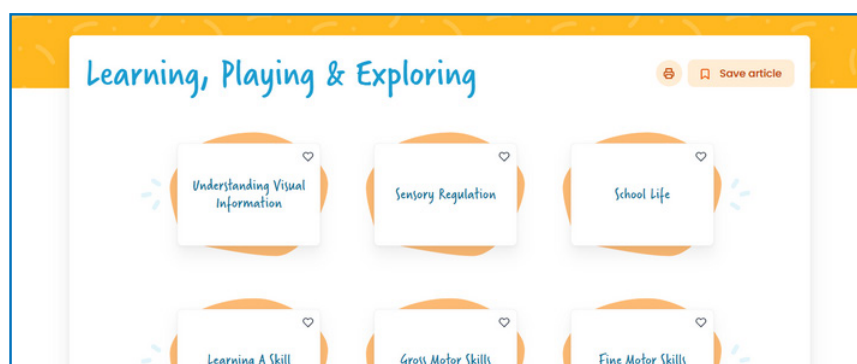 Learning, Playing & Exploring
Save article
Understanding Visual
Information
Sensory Regulation
School Life
Learning A Skill
Gross Motor Skills
Fine Motor Skills